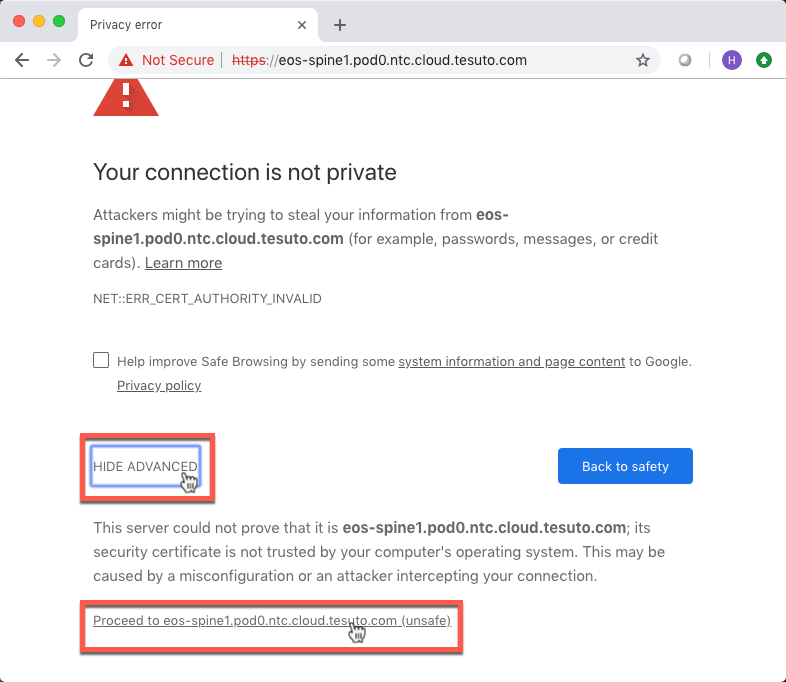 Privacy error
Not Secure
https://eos-spine1.pod0.ntc.cloud.tesuto.com
H
Your connection is not private
Attackers might be trying to steal your information from eos-
spine1.pod0.ntc.cloud.tesuto.com (for example, passwords, messages, or credit
cards). Learn more
NET::ERR_CERT_AUTHORITY_INVALID
Help improve Safe Browsing by sending some system information and page content to Google.
Privacy policy
HIDE ADVANCED
Back to safety
This server could not prove that it is eos-spine1.pod0.ntc.cloud.tesuto.com; its
security certificate is not trusted by your computer's operating system. This may be
caused by a misconfiguration or an attacker intercepting your connection.
Proceed to eos-spine1.pod0.ntc.cloud.tesuto.com (unsafe)